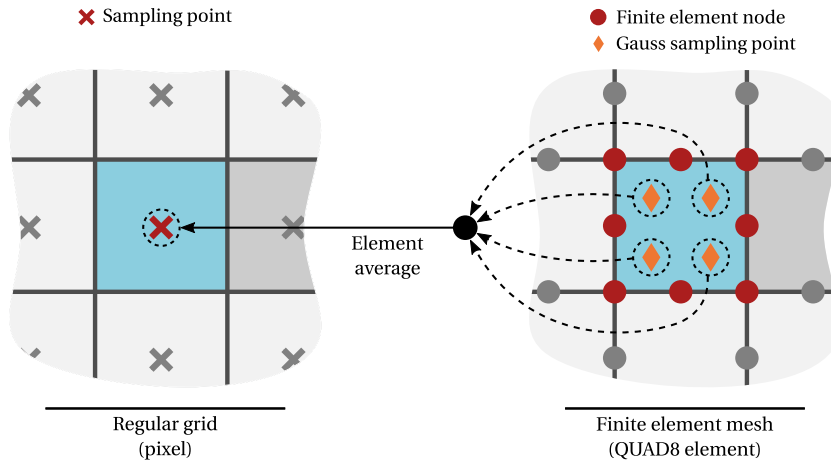 Sampling point
Finite element node
Gauss sampling point
Element
average
Regular grid
(pixel)
Finite element mesh
(QUAD8 element)